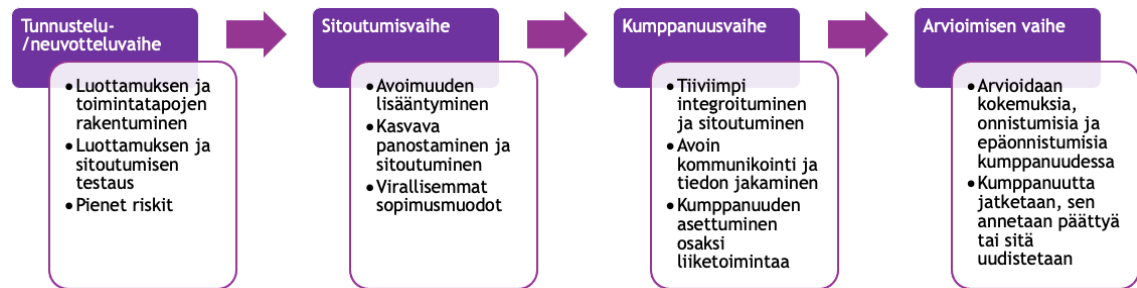 Tunnustelu-
/neuvotteluvaihe
• Luottamuksen ja
toimintatapojen
rakentuminen
• Luottamuksen ja
sitoutumisen
testaus
• Pienet riskit
Sitoutumisvaihe
• Avoimuuden
lisääntyminen
• Kasvava
panostaminen ja
sitoutuminen
• Virallisemmat
sopimusmuodot
Kumppanuusvaihe
• Tiiviimpi
integroituminen
ja sitoutuminen
• Avoin
kommunikointi ja
tiedon jakaminen
• Kumppanuuden
asettuminen
osaksi
liiketoimintaa
Arvioimisen vaihe
• Arvioidaan
kokemuksia,
onnistumisia ja
epäonnistumisia
kumppanuudessa
• Kumppanuutta
jatketaan, sen
annetaan päättyä
tai sitä
uudistetaan